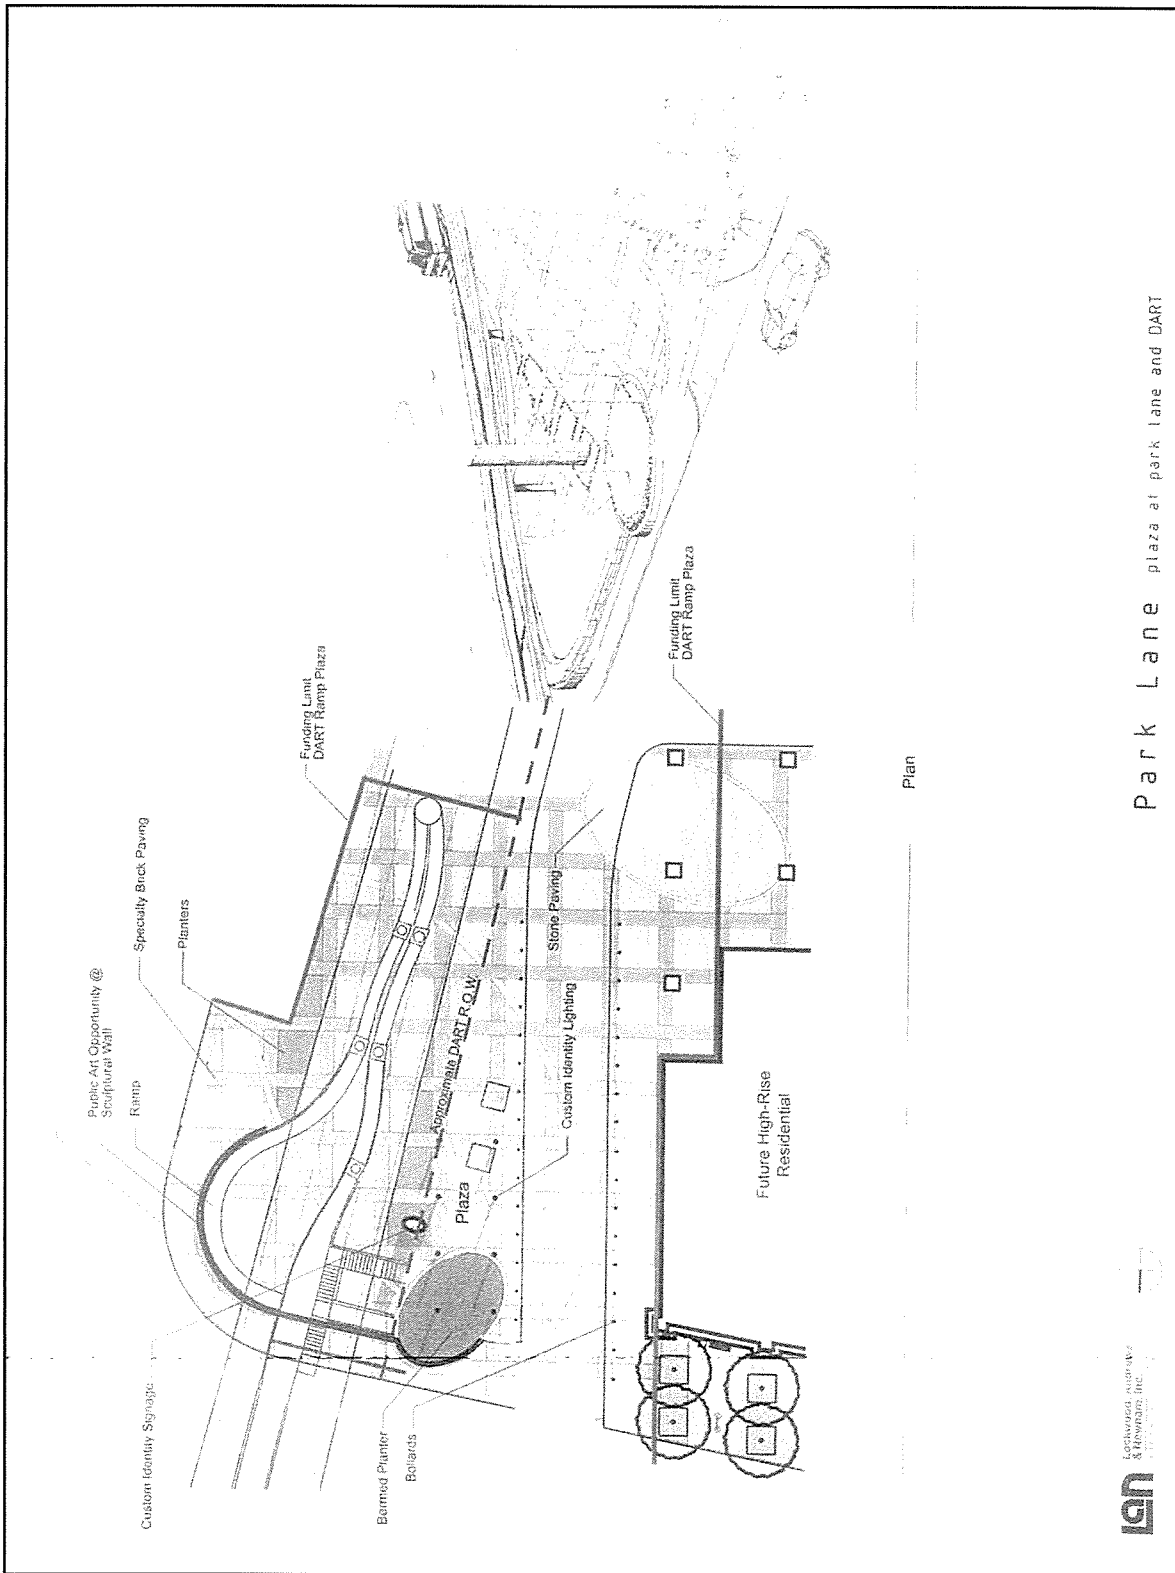 Public Art Opportunity @
Sculptural Wall
Ramp
Specialty Brick Paving
Planters
Funding Limit
DART Ramp Plaza
Custom Identity Signage
Bermed Planter
Bollards
Approximate DART R.O.W.
Plaza
Custom Identity Lighting
Stone Paving
Funding Limit
DART Ramp Plaza
Future High-Rise
Residential
Plan
Park Lane plaza at park lane and DART
Lan
Lockwood, Andrews
& Newnam, Inc.